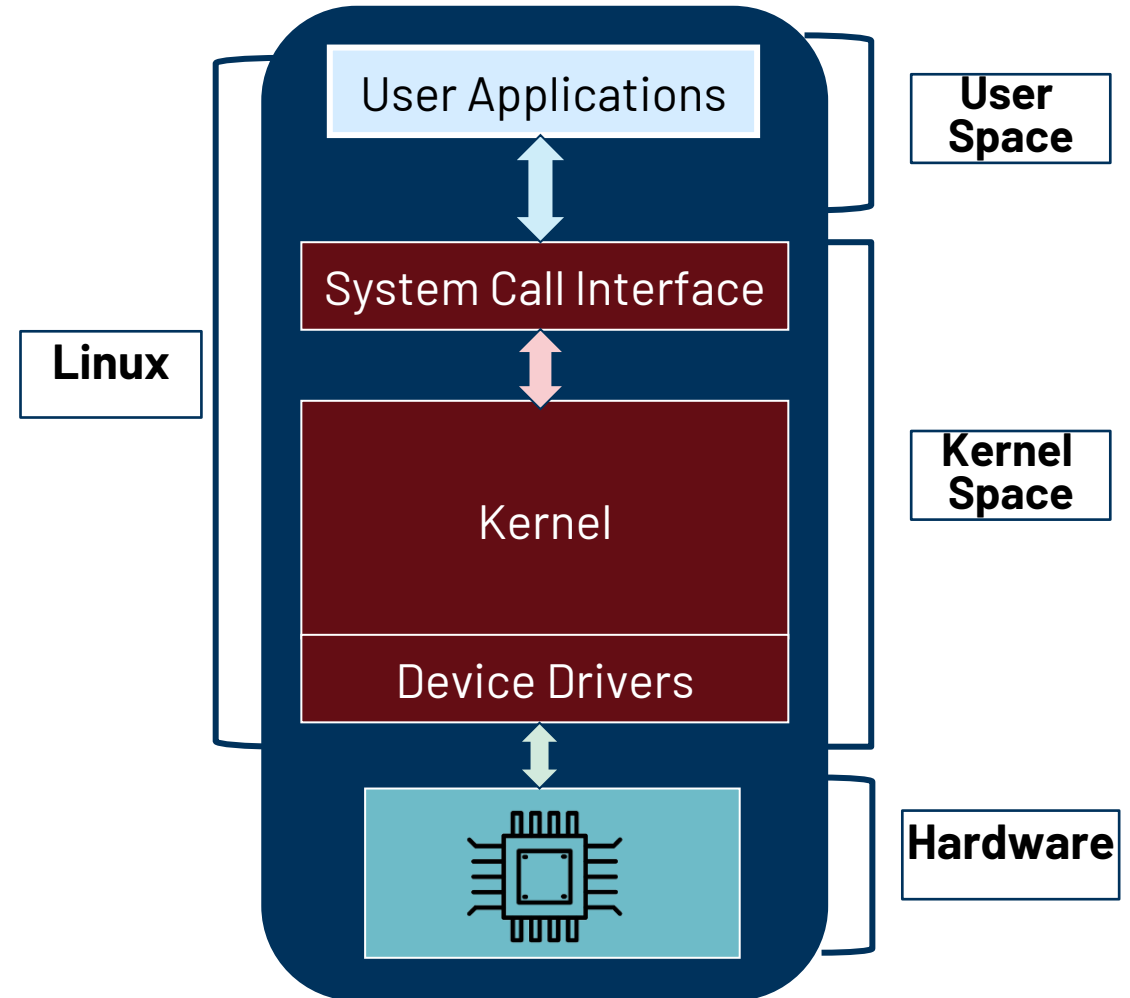 User Applications
User
Space
System Call Interface
Linux
Kernel
Space
Kernel
Device Drivers
Hardware